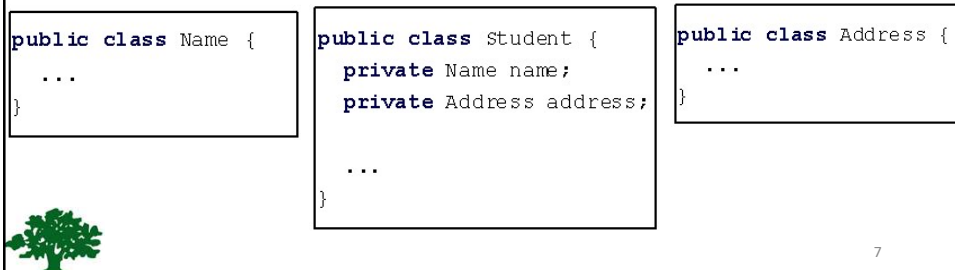 public class Name {
...
}
public class Student {
private Name name;
private Address address;
...
}
public class Address {
...
}
7